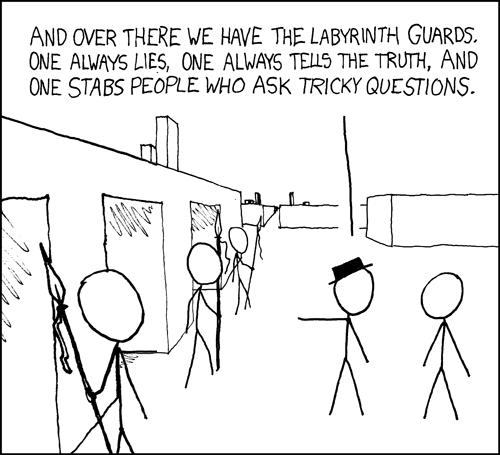 AND OVER THERE WE HAVE THE LABYRINTH GUARDS.
ONE ALWAYS LIES, ONE ALWAYS TELLS THE TRUTH, AND
ONE STABS PEOPLE WHO ASK TRICKY QUESTIONS.